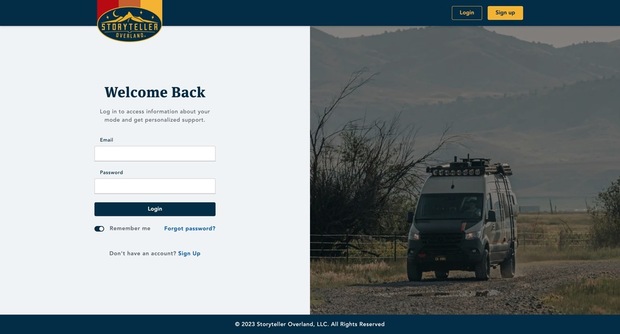 STORYTELLER
OVERLAND
Login
Sign up
Welcome Back
Log in to access information about your
mode and get personalized support.
Email
Password
Login
Remember me
Forgot password?
Don't have an account? Sign Up
© 2023 Storyteller Overland, LLC. All Rights Reserved